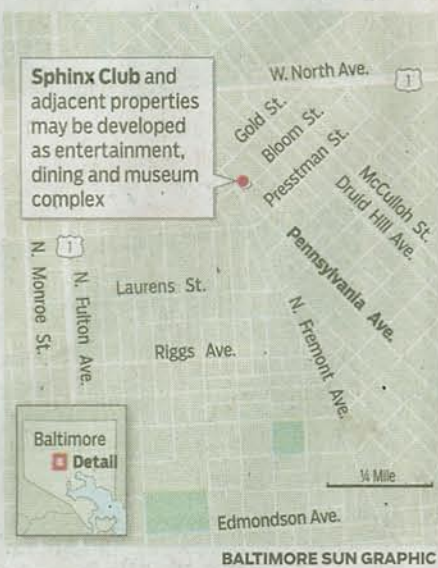 Sphinx Club and
adjacent properties
may be developed
as entertainment,
dining and museum
complex
W. North Ave.
1
Gold St.
Bloom St.
Presstman St.
McCulloh St.
Druid Hill Ave.
Pennsylvania Ave.
1
N. Monroe St.
N. Fulton Ave.
Laurens St.
Riggs Ave.
N. Fremont Ave.
Baltimore
Detail
¼ Mile
Edmondson Ave.
BALTIMORE SUN GRAPHIC